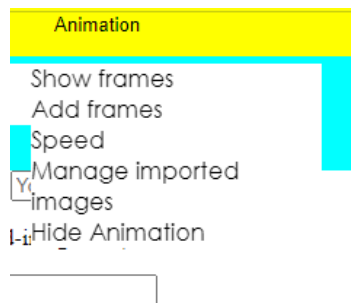 Animation
Show frames
Add frames
Speed
Manage imported
images
Hide Animation